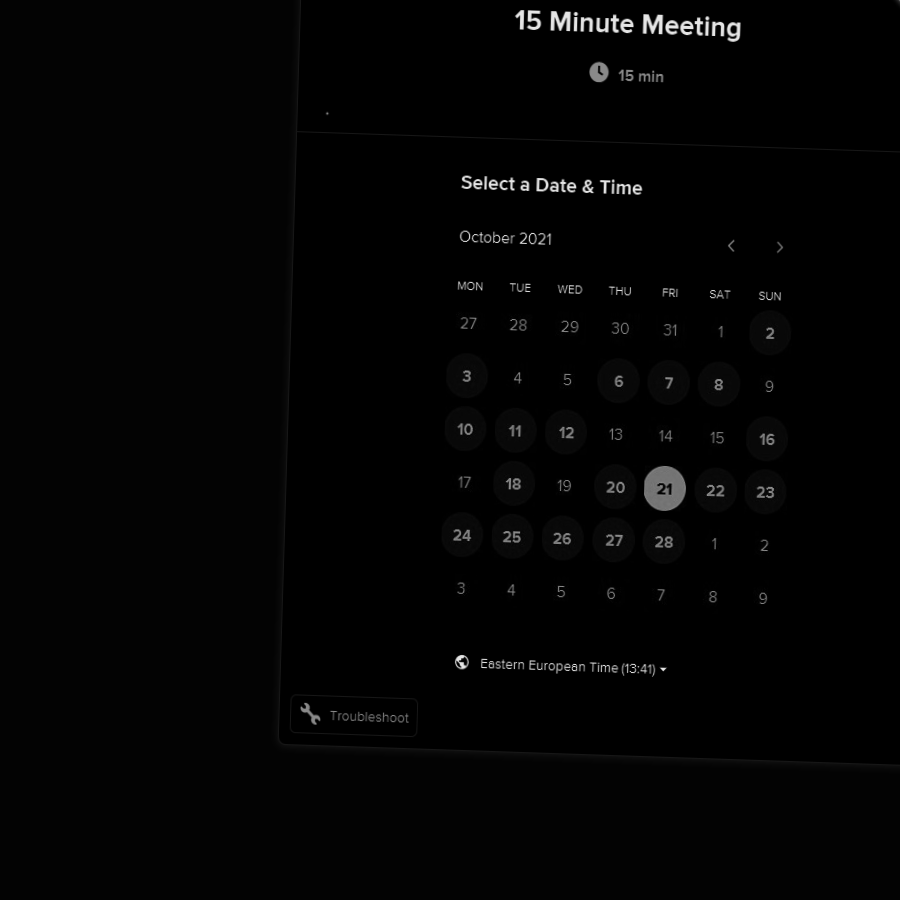 15 Minute Meeting
15 min
Select a Date & Time
October 2021
MON TUE WED THU FRI SAT SUN
27 28 29 30 31 1 2
3 4 5 6 7 8 9
10 11 12 13 14 15 16
17 18 19 20 21 22 23
24 25 26 27 28 1 2
3 4 5 6 7 8 9
Eastern European Time (13:41)
Troubleshoot